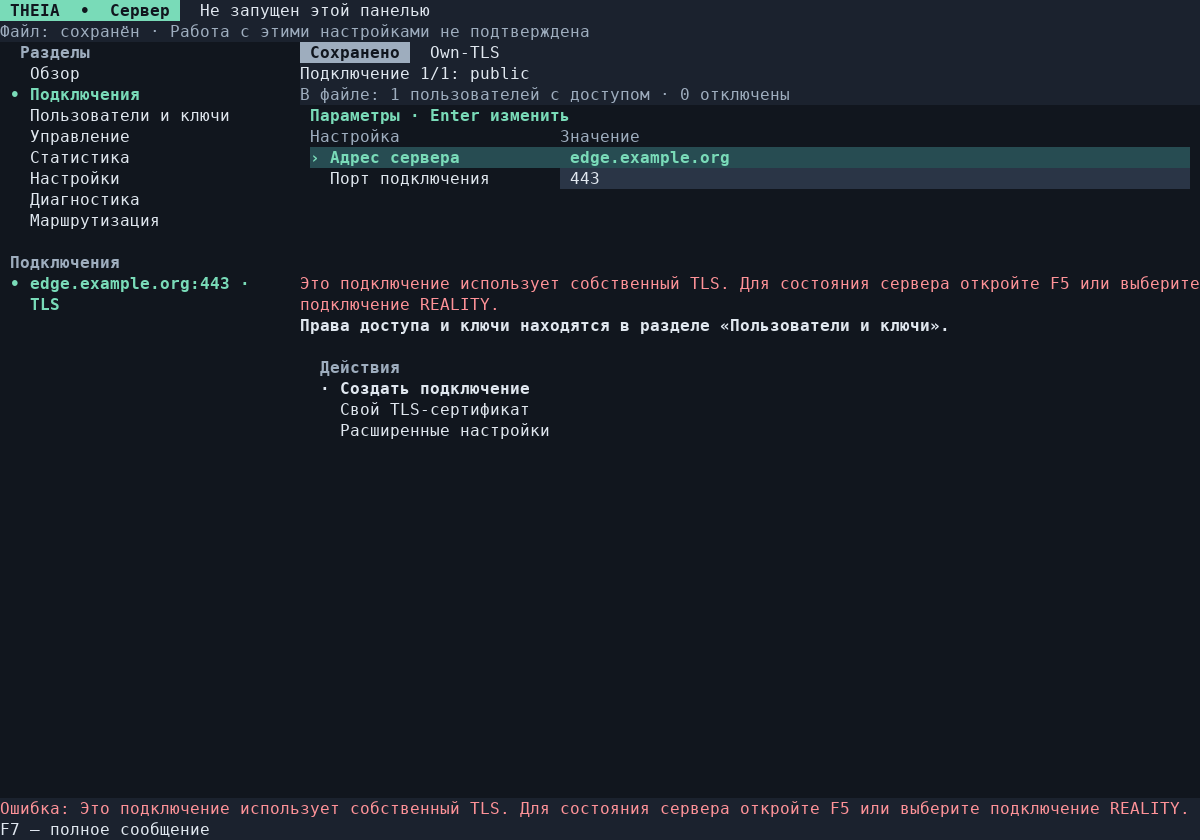 THEIA • Сервер Не запущен этой панелью
Файл: сохранён · Работа с этими настройками не подтверждена
Разделы
Обзор
• Подключения
Пользователи и ключи
Управление
Статистика
Настройки
Диагностика
Маршрутизация
Подключения
• edge.example.org:443 ·
TLS
Сохранено Own-TLS
Подключение 1/1: public
В файле: 1 пользователей с доступом · 0 отключены
Параметры · Enter изменить
Настройка Значение
› Адрес сервера edge.example.org
Порт подключения 443
Это подключение использует собственный TLS. Для состояния сервера откройте F5 или выберите
подключение REALITY.
Права доступа и ключи находятся в разделе «Пользователи и ключи».
Действия
· Создать подключение
Свой TLS-сертификат
Расширенные настройки
Ошибка: Это подключение использует собственный TLS. Для состояния сервера откройте F5 или выберите подключение REALITY.
F7 — полное сообщение